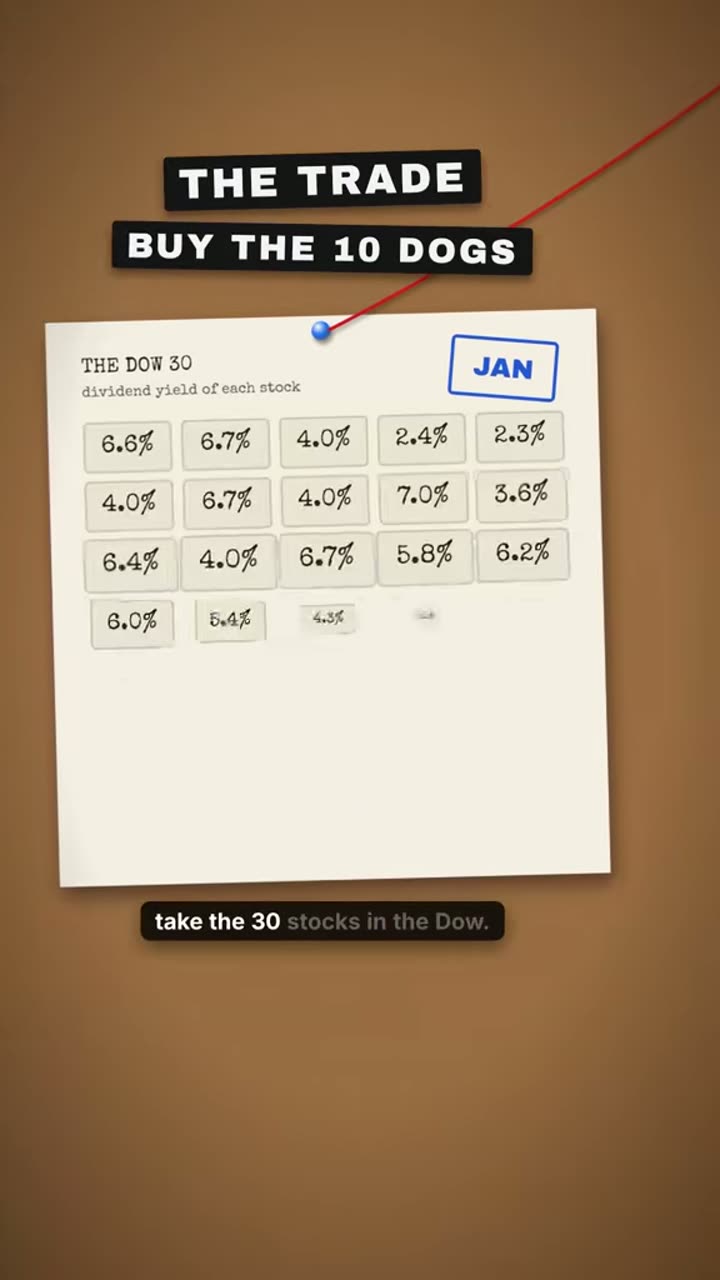 THE TRADE
BUY THE 10 DOGS
THE DOW 30
JAN
dividend yield of each stock
6.6% 6.7% 4.0% 2.4% 2.3%
4.0% 6.7% 4.0% 7.0% 3.6%
6.4% 4.0% 6.7% 5.8% 6.2%
6.0% 5.4% 4.3%
take the 30 stocks in the Dow.